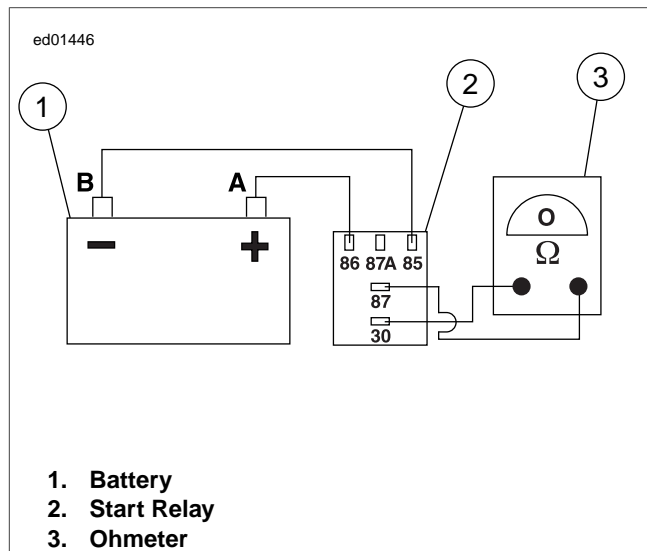 ed01446
1
2
3
B
A
− +
86 87A 85
87
30
O
Ω
1. Battery
2. Start Relay
3. Ohmeter